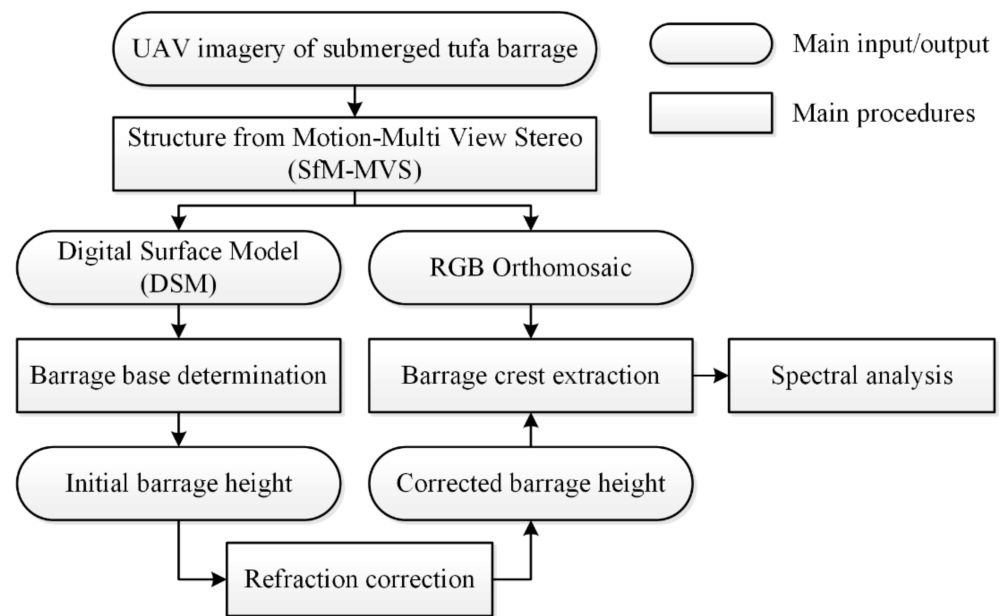 UAV imagery of submerged tufa barrage
Main input/output
Main procedures
Structure from Motion-Multi View Stereo
(SfM-MVS)
Digital Surface Model
(DSM)
RGB Orthomosaic
Barrage base determination
Barrage crest extraction
Spectral analysis
Initial barrage height
Corrected barrage height
Refraction correction